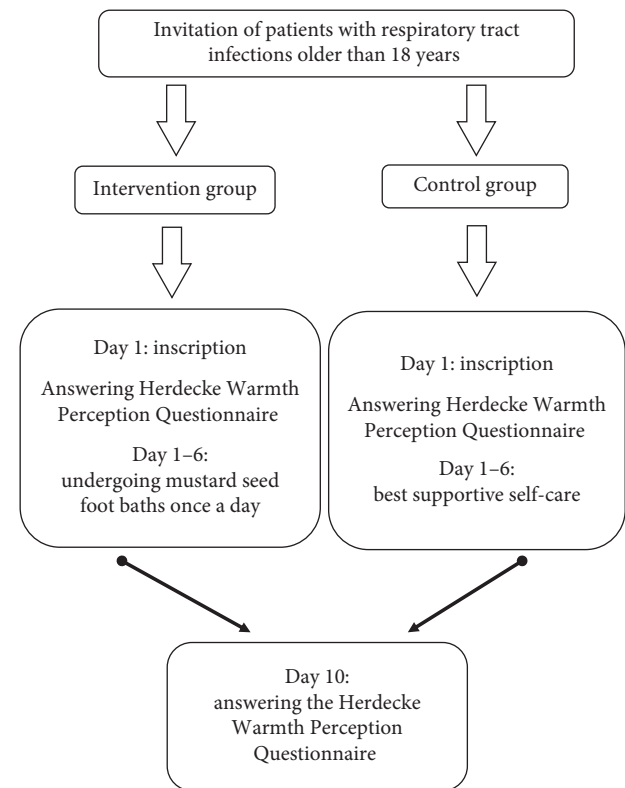 Invitation of patients with respiratory tract
infections older than 18 years
Intervention group
Control group
Day 1: inscription
Answering Herdecke Warmth
Perception Questionnaire
Day 1–6:
undergoing mustard seed
foot baths once a day
Day 1: inscription
Answering Herdecke Warmth
Perception Questionnaire
Day 1–6:
best supportive self-care
Day 10:
answering the Herdecke
Warmth Perception
Questionnaire